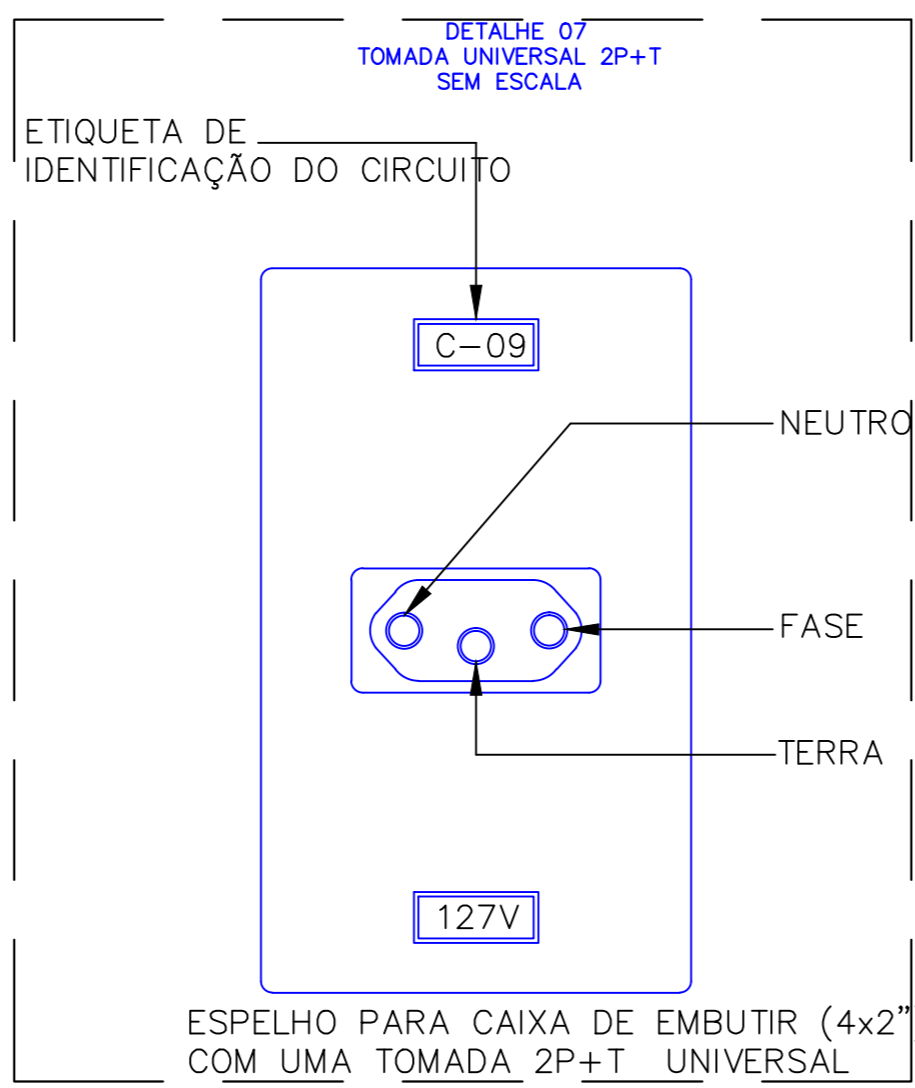 DETALHE 07
TOMADA UNIVERSAL 2P+T
SEM ESCALA
ETIQUETA DE
IDENTIFICAÇÃO DO CIRCUITO
C-09
NEUTRO
FASE
TERRA
127V
ESPELHO PARA CAIXA DE EMBUTIR (4x2"
COM UMA TOMADA 2P+T UNIVERSAL